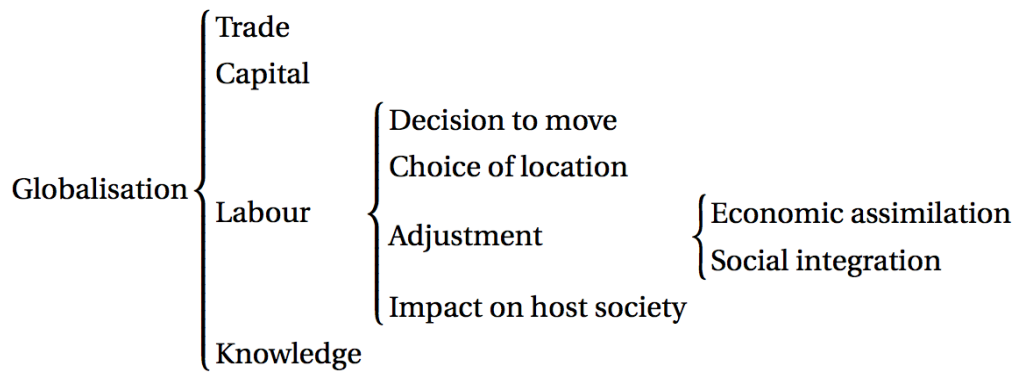 Globalisation
Trade
Capital
Labour
Decision to move
Choice of location
Adjustment
Economic assimilation
Social integration
Impact on host society
Knowledge